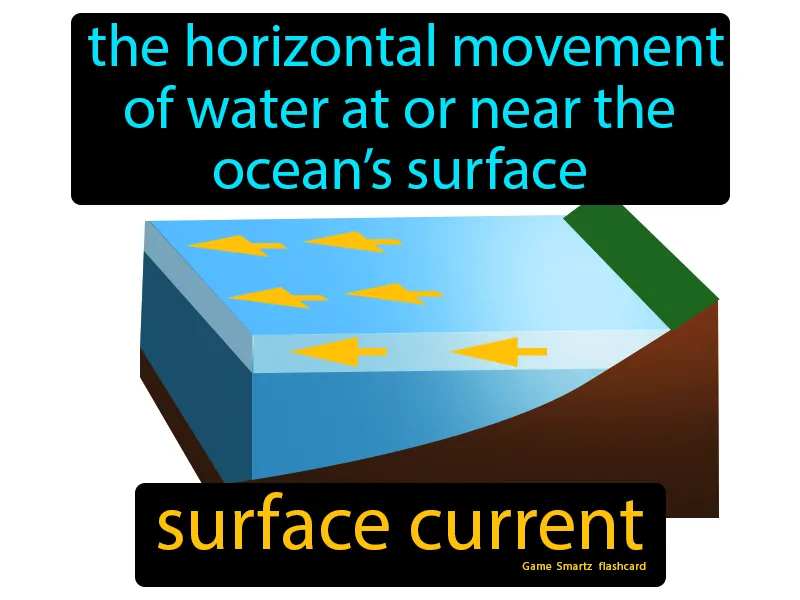 the horizontal movement
of water at or near the
ocean’s surface
surface current
Game Smartz flashcard